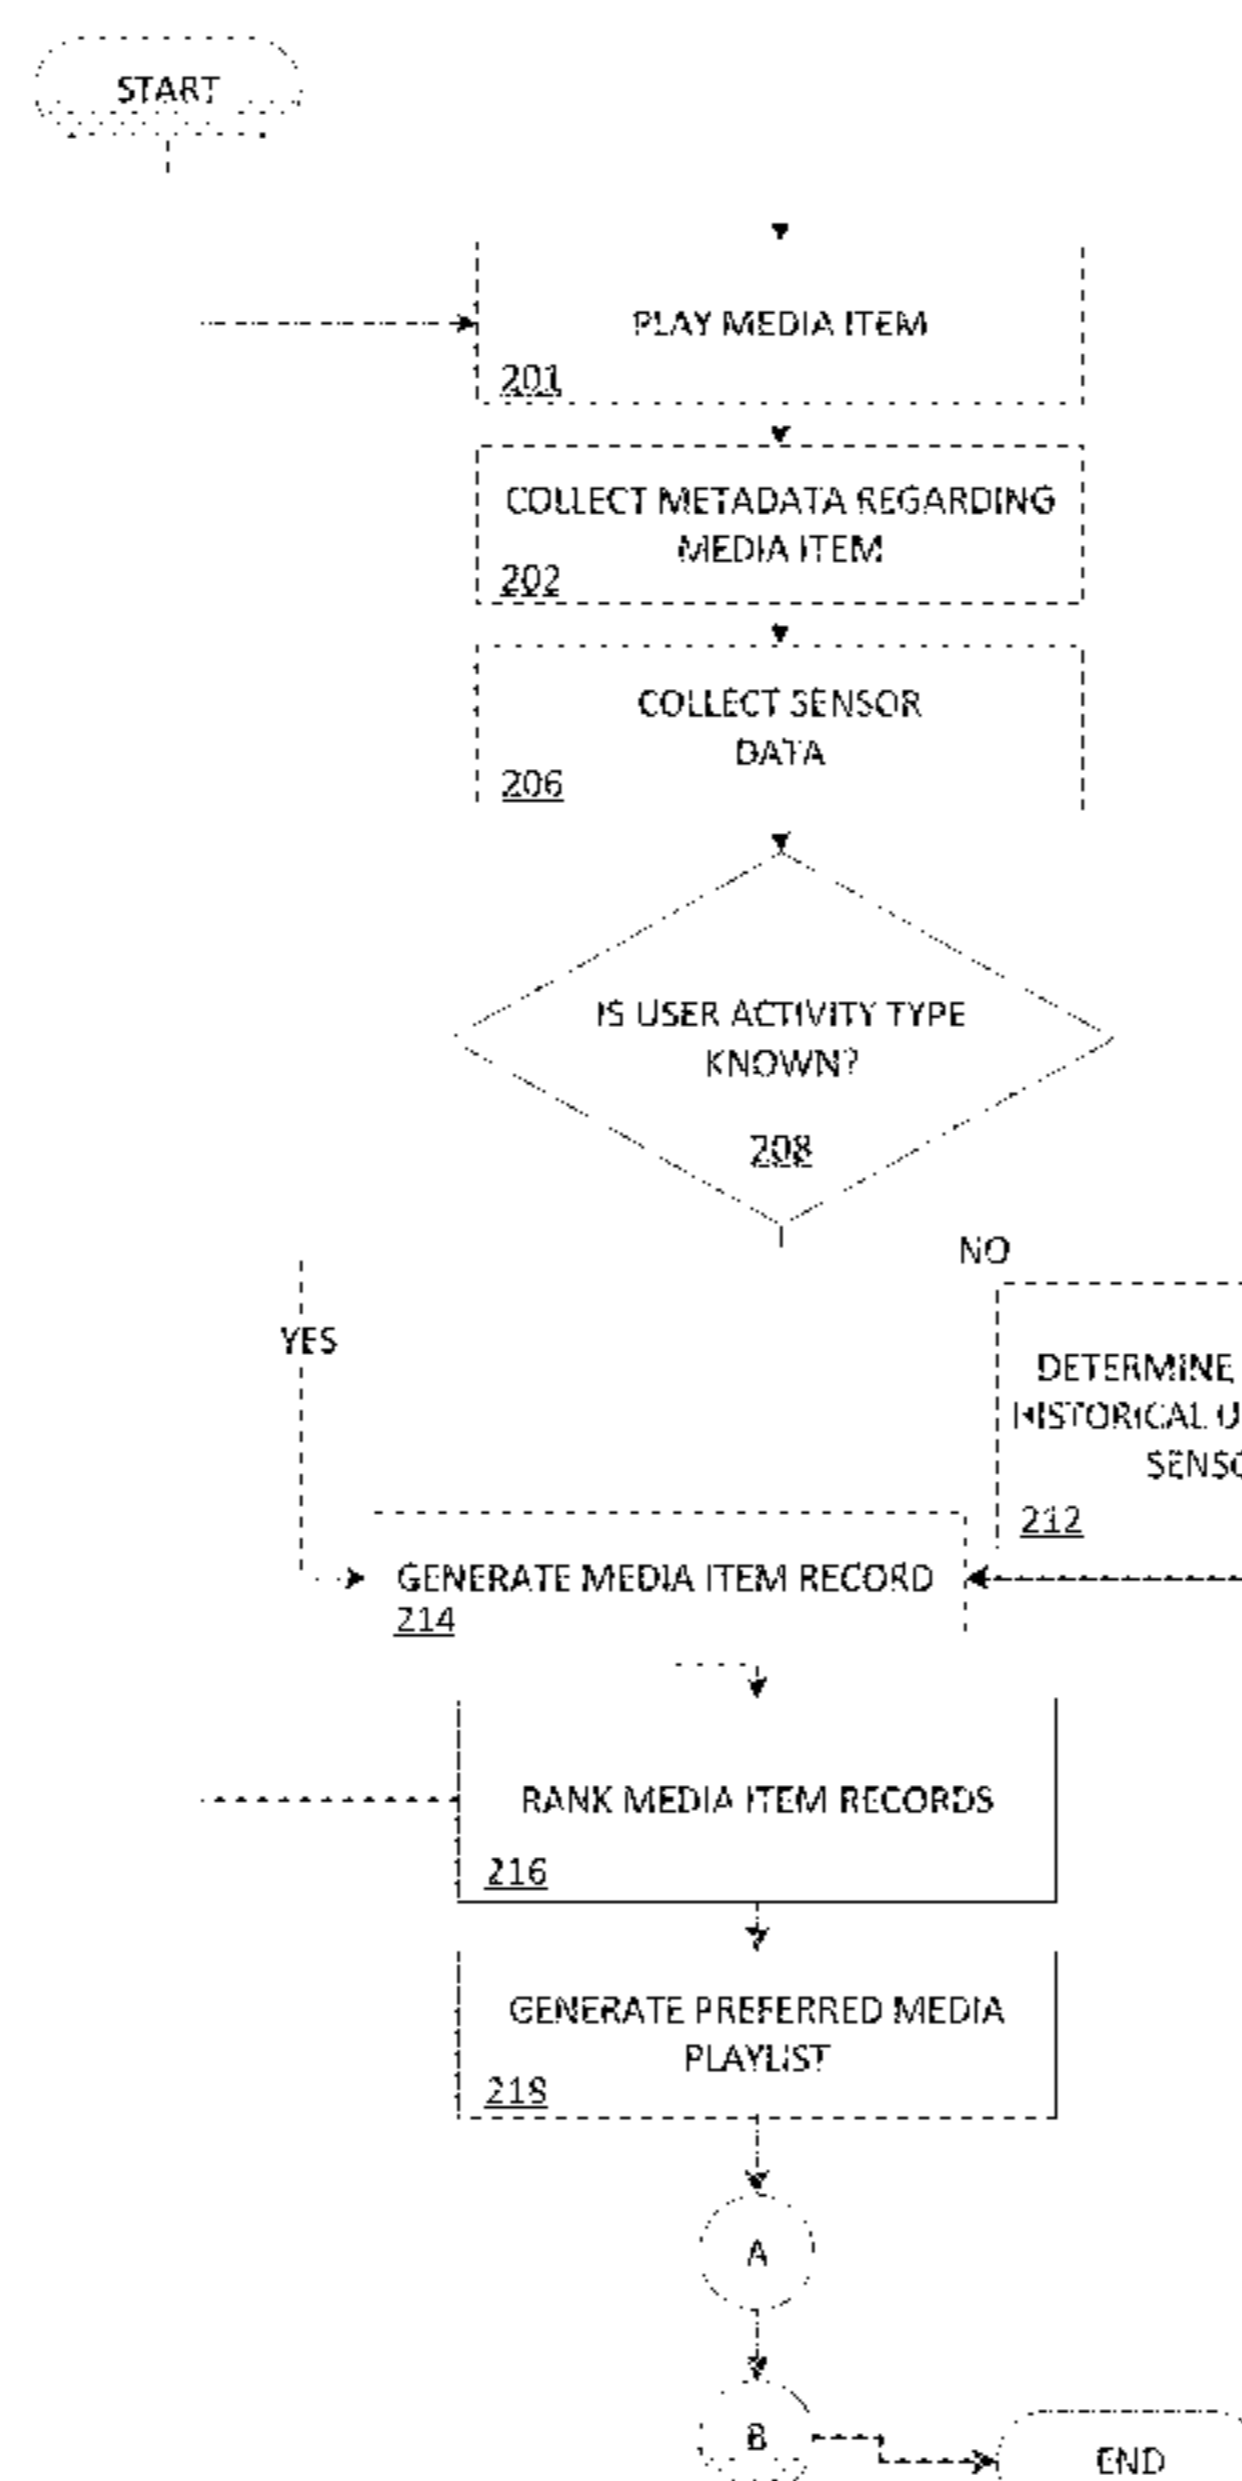 START
PLAY MEDIA ITEM
201
COLLECT METADATA REGARDING
MEDIA ITEM
202
COLLECT SENSOR
DATA
206
IS USER ACTIVITY TYPE
KNOWN?
208
NO
YES
DETERMINE
HISTORICAL U
SENSO
212
GENERATE MEDIA ITEM RECORD
214
RANK MEDIA ITEM RECORDS
216
GENERATE PREFERRED MEDIA
PLAYLIST
218
A
B
END